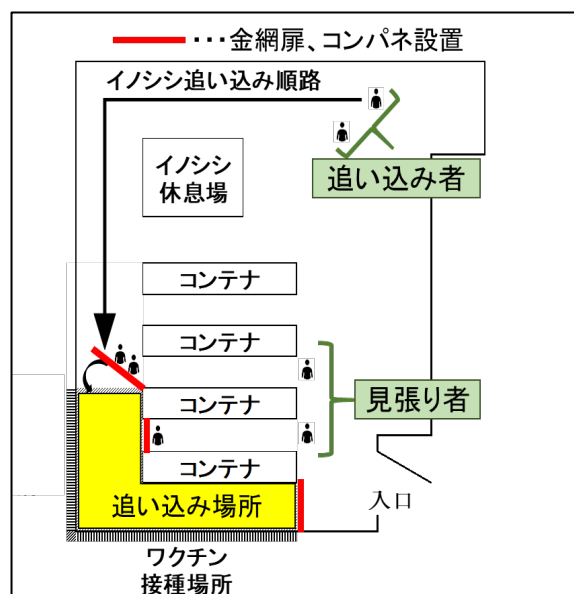 ・・・金網扉、コンパネ設置
イノシシ追い込み順路
イノシシ
休息場
追い込み者
コンテナ
コンテナ
コンテナ
見張り者
コンテナ
追い込み場所
入口
ワクチン
接種場所